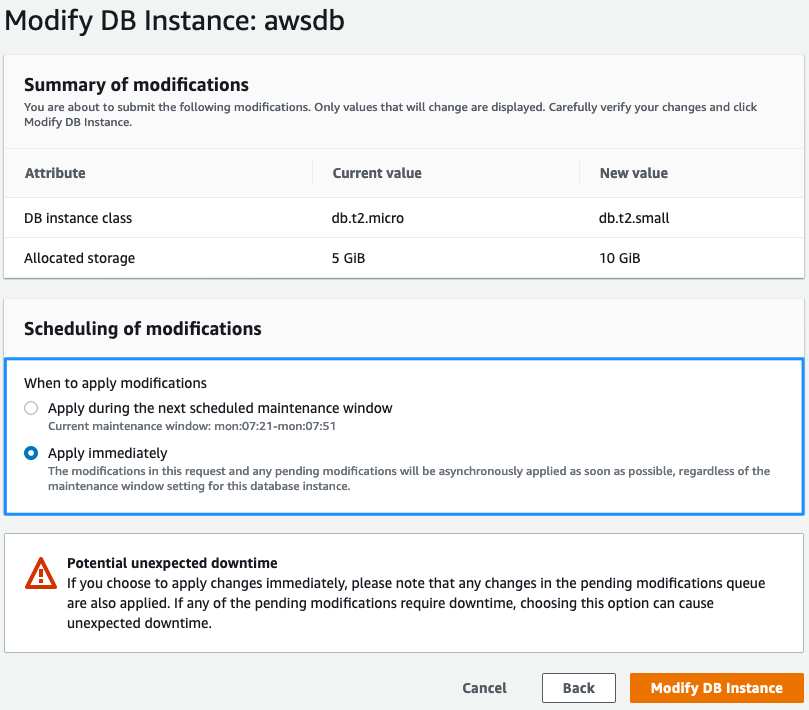 Modify DB Instance: awsdb
Summary of modifications
You are about to submit the following modifications. Only values that will change are displayed. Carefully verify your changes and click
Modify DB Instance.
Attribute Current value New value
DB instance class db.t2.micro db.t2.small
Allocated storage 5 GiB 10 GiB
Scheduling of modifications
When to apply modifications
Apply during the next scheduled maintenance window
Current maintenance window: mon:07:21-mon:07:51
Apply immediately
The modifications in this request and any pending modifications will be asynchronously applied as soon as possible, regardless of the
maintenance window setting for this database instance.
Potential unexpected downtime
If you choose to apply changes immediately, please note that any changes in the pending modifications queue
are also applied. If any of the pending modifications require downtime, choosing this option can cause
unexpected downtime.
Cancel Back Modify DB Instance